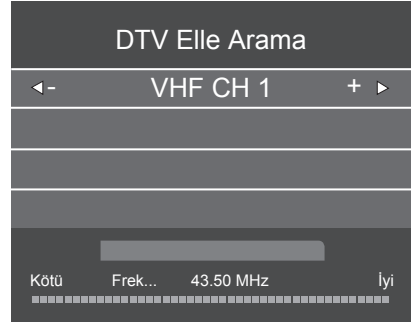 DTV Elle Arama
- VHF CH 1 +
Kötü Frek... 43.50 MHz İyi